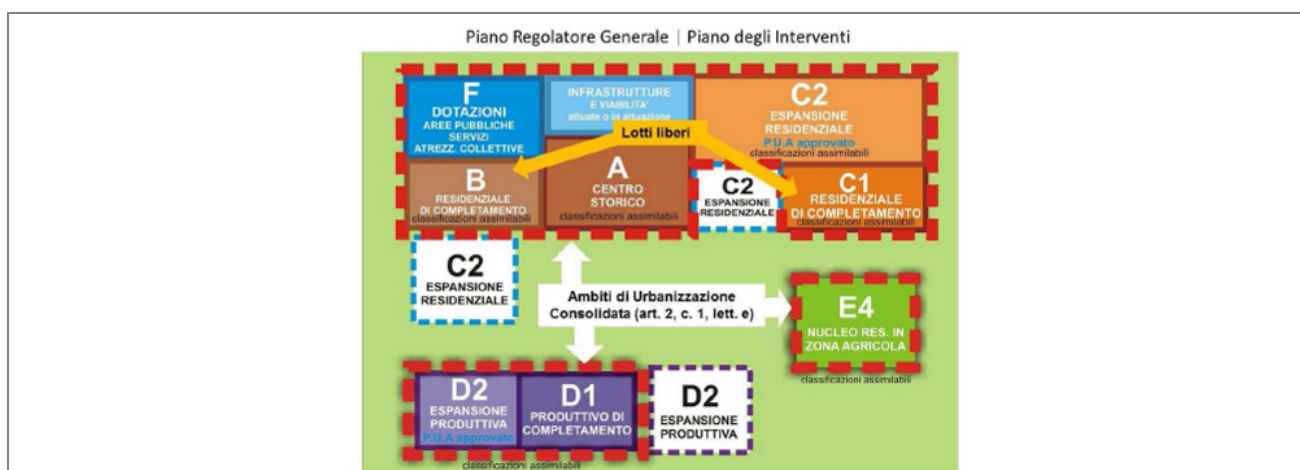 Piano Regolatore Generale | Piano degli Interventi
F
DOTAZIONI
AREE PUBBLICHE
SERVIZI
ATREZZ. COLLETTIVE
INFRASTRUTTURE
E VIABILITA'
attuate o in attuazione
C2
ESPANSIONE
RESIDENZIALE
P.U.A approvato
classificazioni assimilabili
Lotti liberi
B
RESIDENZIALE
DI COMPLETAMENTO
classificazioni assimilabili
A
CENTRO
STORICO
classificazioni assimilabili
C2
ESPANSIONE
RESIDENZIALE
C1
RESIDENZIALE
DI COMPLETAMENTO
classificazioni assimilabili
C2
ESPANSIONE
RESIDENZIALE
Ambiti di Urbanizzazione
Consolidata (art. 2, c. 1, lett. e)
E4
NUCLEO RES. IN
ZONA AGRICOLA
classificazioni assimilabili
D2
ESPANSIONE
PRODUTTIVA
P.U.A approvato
D1
PRODUTTIVO DI
COMPLETAMENTO
D2
ESPANSIONE
PRODUTTIVA
classificazioni assimilabili